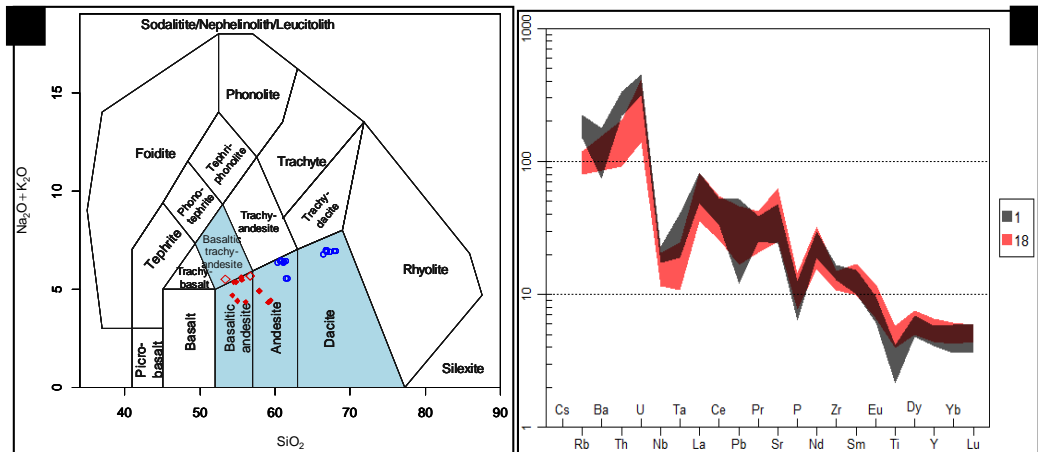 Sodalitite/Nephelinolith/Leucitolith
Phonolite
Foidite
Tephri-
phonolite
Trachyte
Phono-
tephrite
Trachy-
andesite
Trachy-
dacite
Tephrite
Basaltic
trachy-
andesite
Trachy-
basalt
Rhyolite
Picro-
basalt
Basalt
Basaltic
andesite
Andesite
Dacite
Silexite
Na₂O+K₂O
0
5
10
15
40 50 60 70 80 90
SiO₂
1000
100
10
1
Cs Ba U Ta Ce Pr P Zr Eu Dy Yb
Rb Th Nb La Pb Sr Nd Sm Ti Y Lu
1
18